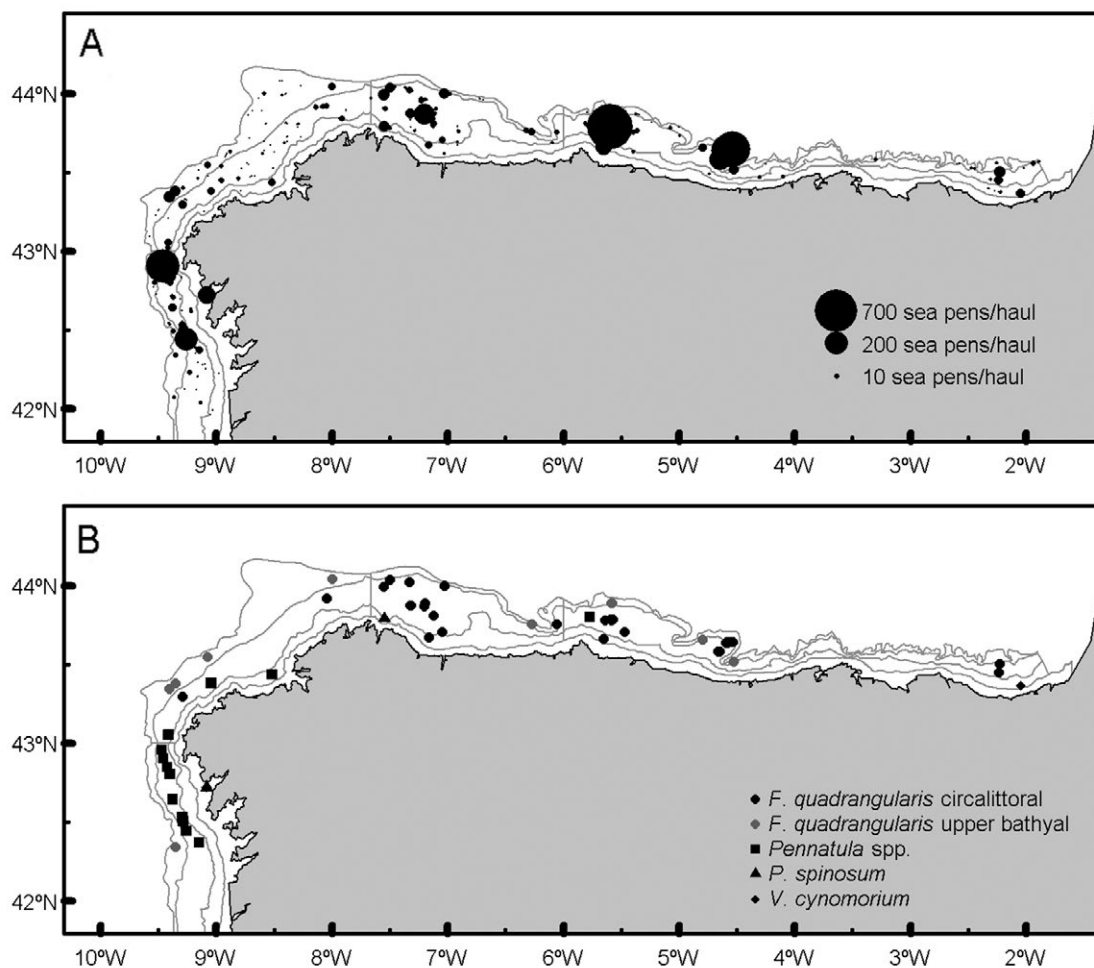 A
44ºN
43ºN
42ºN
700 sea pens/haul
200 sea pens/haul
10 sea pens/haul
10ºW 9ºW 8ºW 7ºW 6ºW 5ºW 4ºW 3ºW 2ºW
B
44ºN
43ºN
42ºN
F. quadrangularis circalittoral
F. quadrangularis upper bathyal
Pennatula spp.
P. spinosum
V. cynomorium
10ºW 9ºW 8ºW 7ºW 6ºW 5ºW 4ºW 3ºW 2ºW